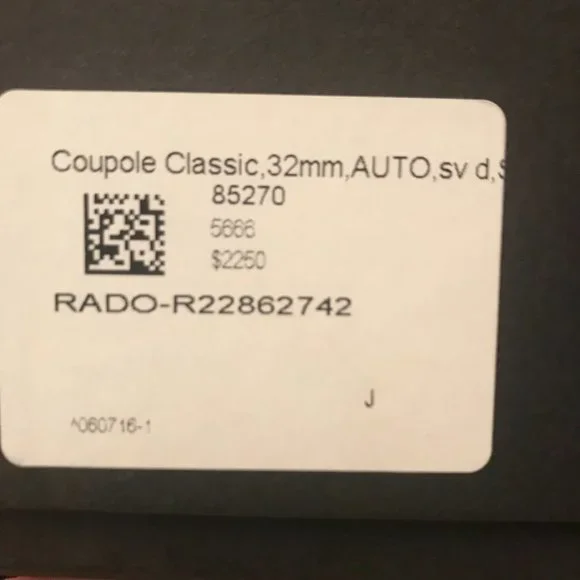 Coupole Classic,32mm,AUTO,sv d,S
85270
5666
$2250
RADO-R22862742
J
^060716-1